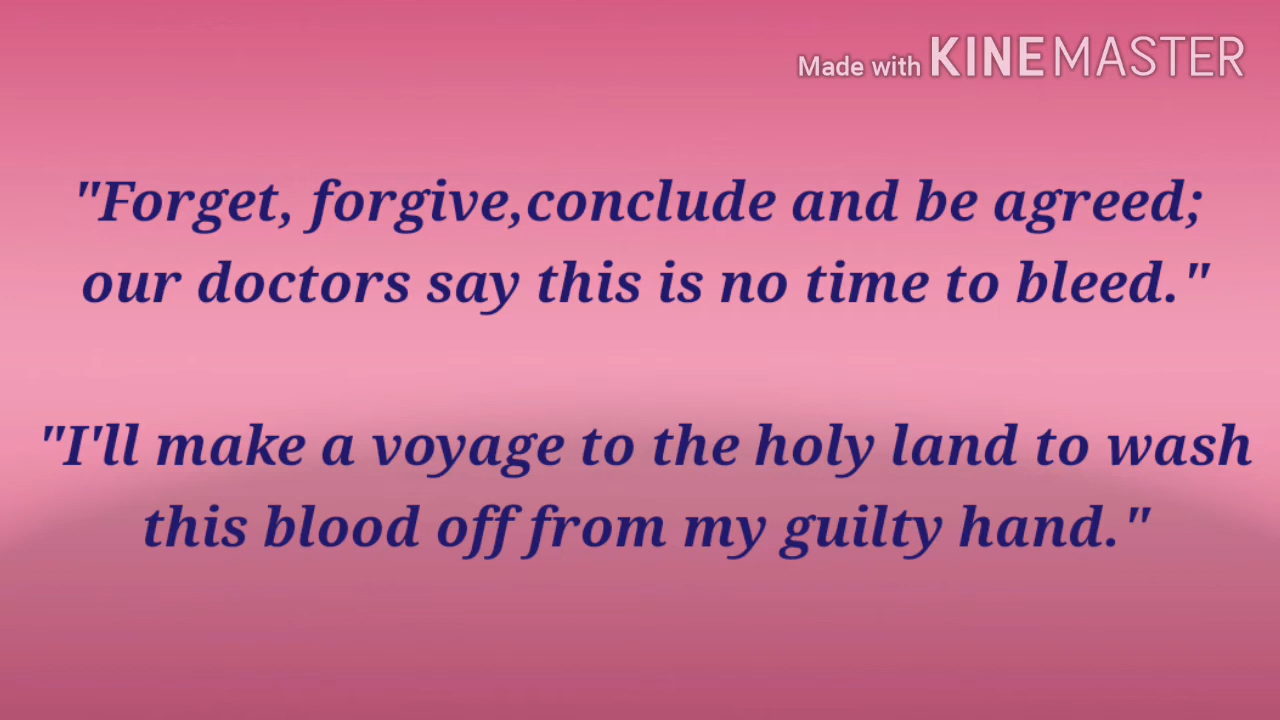 Made with KINEMASTER
"Forget, forgive,conclude and be agreed;
our doctors say this is no time to bleed."
"I'll make a voyage to the holy land to wash
this blood off from my guilty hand."